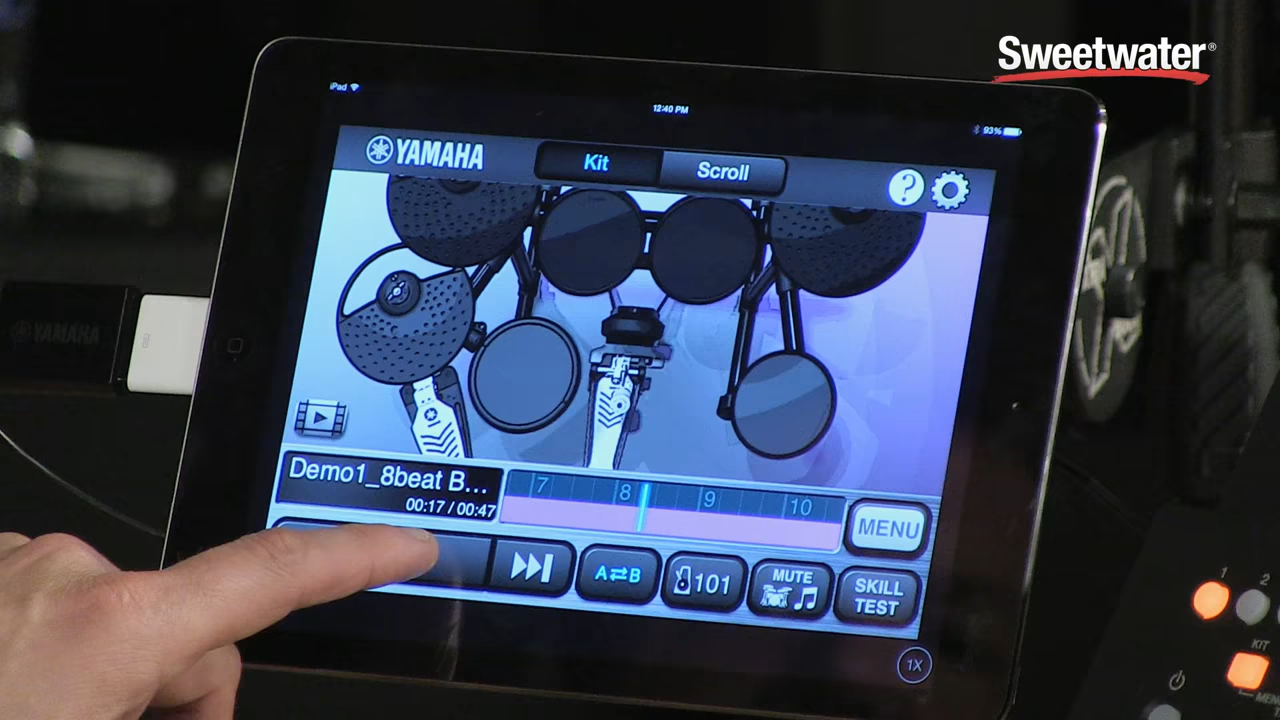 Sweetwater®
iPad
12:40 PM
93%
YAMAHA
Kit
Scroll
?
YAMAHA
Demo1_8beat B...
00:17 / 00:47
7
8
9
10
MENU
A⇄B
101
MUTE
SKILL
TEST
1X
1
2
KIT